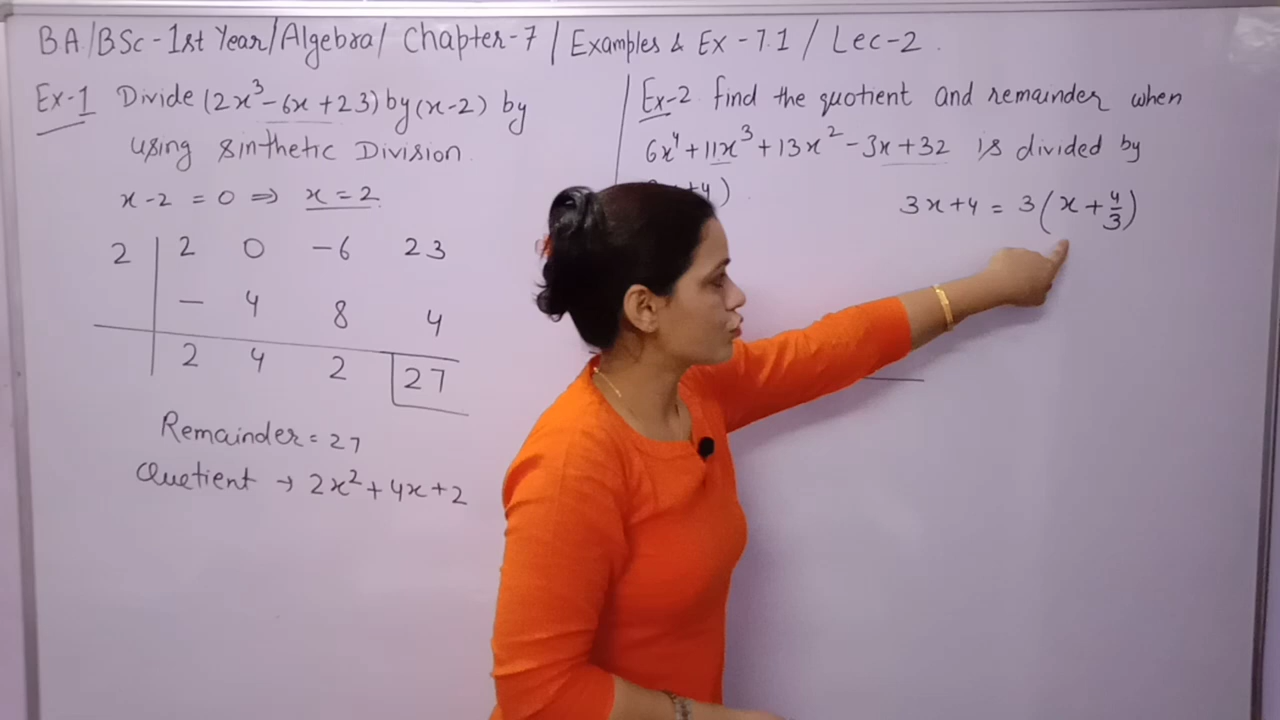 BA./BSc-1st Year/Algebra/ Chapter-7 / Examples & Ex-7.1 / Lec-2.
Ex-1 Divide (2x³-6x+23) by (x-2) by
using sinthetic Division
x-2 = 0 ⇒ x = 2
2 | 2 0 -6 23
- 4 8 4
2 4 2 27
Remainder = 27
Quetient → 2x²+4x+2
Ex-2 find the quotient and remainder when
6x⁴+11x³+13x²-3x+32 is divided by
+4)
3x+4 = 3(x+4/3)